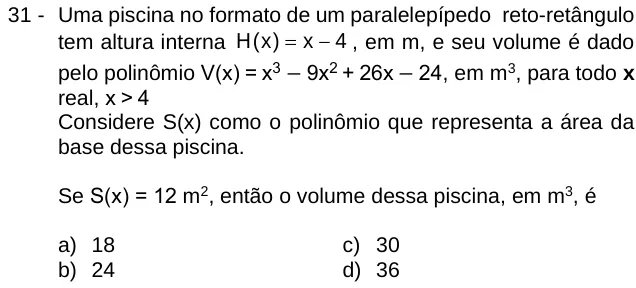 31 - Uma piscina no formato de um paralelepípedo reto-retângulo
tem altura interna H(x) = x – 4 , em m, e seu volume é dado
pelo polinômio V(x) = x³ – 9x² + 26x – 24, em m³, para todo x
real, x > 4
Considere S(x) como o polinômio que representa a área da
base dessa piscina.
Se S(x) = 12 m², então o volume dessa piscina, em m³, é
a) 18 c) 30
b) 24 d) 36